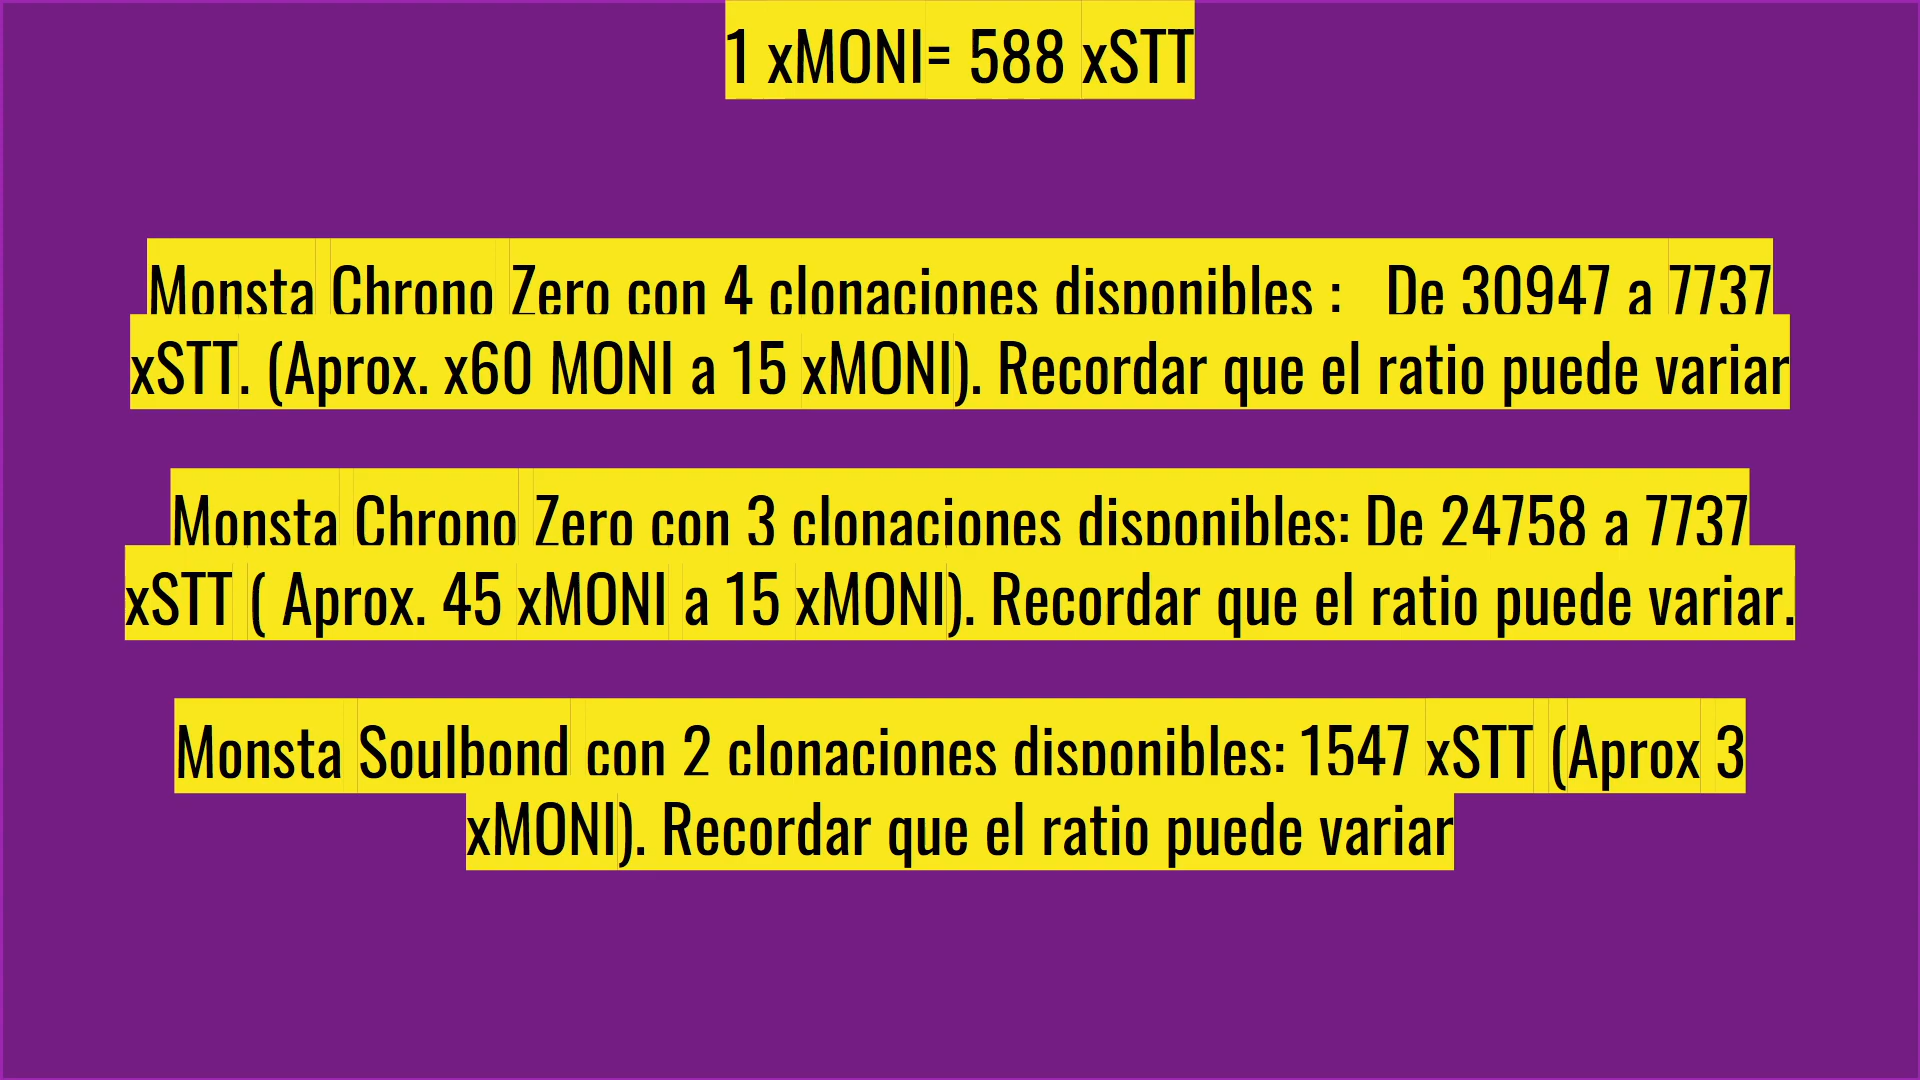 1 xMONI= 588 xSTT
Monsta Chrono Zero con 4 clonaciones disponibles :   De 30947 a 7737
xSTT. (Aprox. x60 MONI a 15 xMONI). Recordar que el ratio puede variar
Monsta Chrono Zero con 3 clonaciones disponibles: De 24758 a 7737
xSTT ( Aprox. 45 xMONI a 15 xMONI). Recordar que el ratio puede variar.
Monsta Soulbond con 2 clonaciones disponibles: 1547 xSTT (Aprox 3
xMONI). Recordar que el ratio puede variar